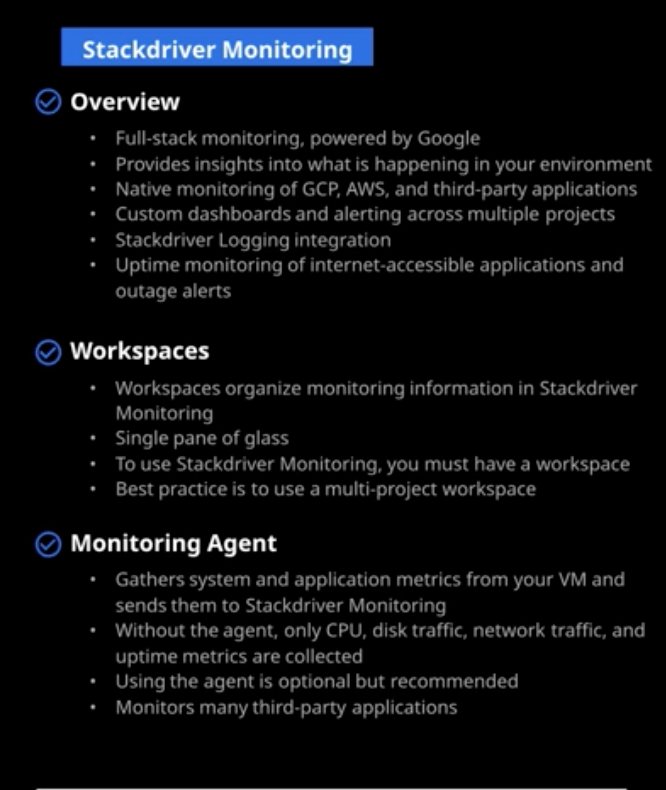 Stackdriver Monitoring
Overview
• Full-stack monitoring, powered by Google
• Provides insights into what is happening in your environment
• Native monitoring of GCP, AWS, and third-party applications
• Custom dashboards and alerting across multiple projects
• Stackdriver Logging integration
• Uptime monitoring of internet-accessible applications and
outage alerts
Workspaces
• Workspaces organize monitoring information in Stackdriver
Monitoring
• Single pane of glass
• To use Stackdriver Monitoring, you must have a workspace
• Best practice is to use a multi-project workspace
Monitoring Agent
• Gathers system and application metrics from your VM and
sends them to Stackdriver Monitoring
• Without the agent, only CPU, disk traffic, network traffic, and
uptime metrics are collected
• Using the agent is optional but recommended
• Monitors many third-party applications